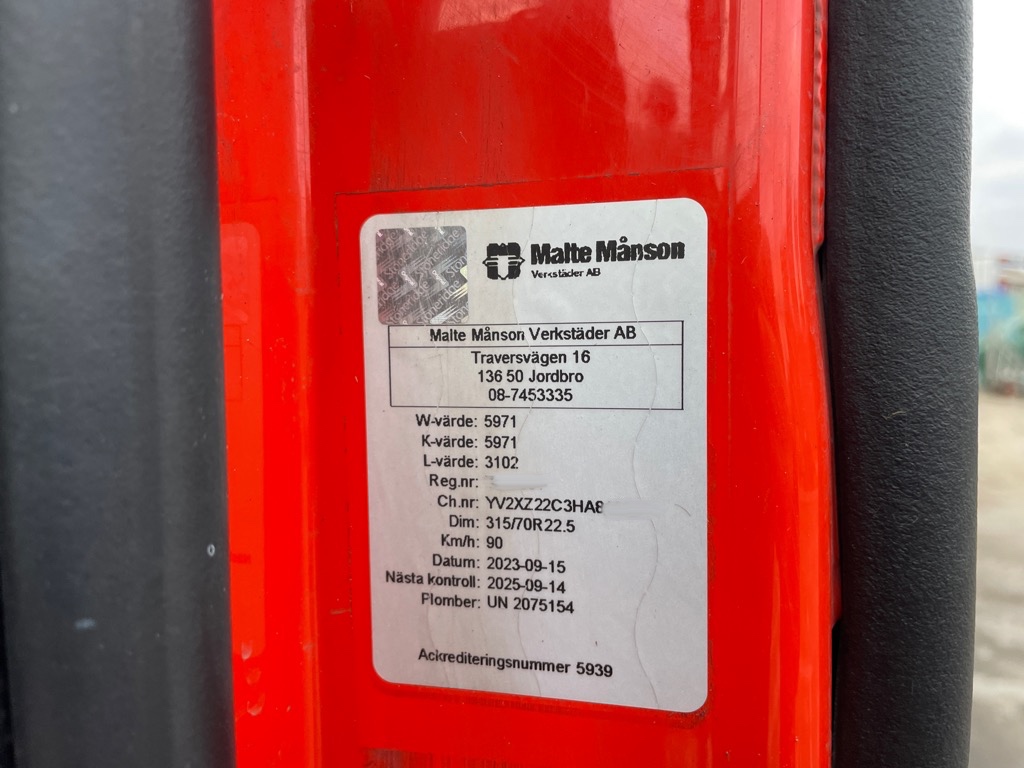 Stoneridge
Malte Månson
Verkstäder AB
Malte Månson Verkstäder AB
Traversvägen 16
136 50 Jordbro
08-7453335
W-värde: 5971
K-värde: 5971
L-värde: 3102
Reg.nr:
Ch.nr: YV2XZ22C3HA8
Dim: 315/70R22.5
Km/h: 90
Datum: 2023-09-15
Nästa kontroll: 2025-09-14
Plomber: UN 2075154
Ackrediteringsnummer 5939